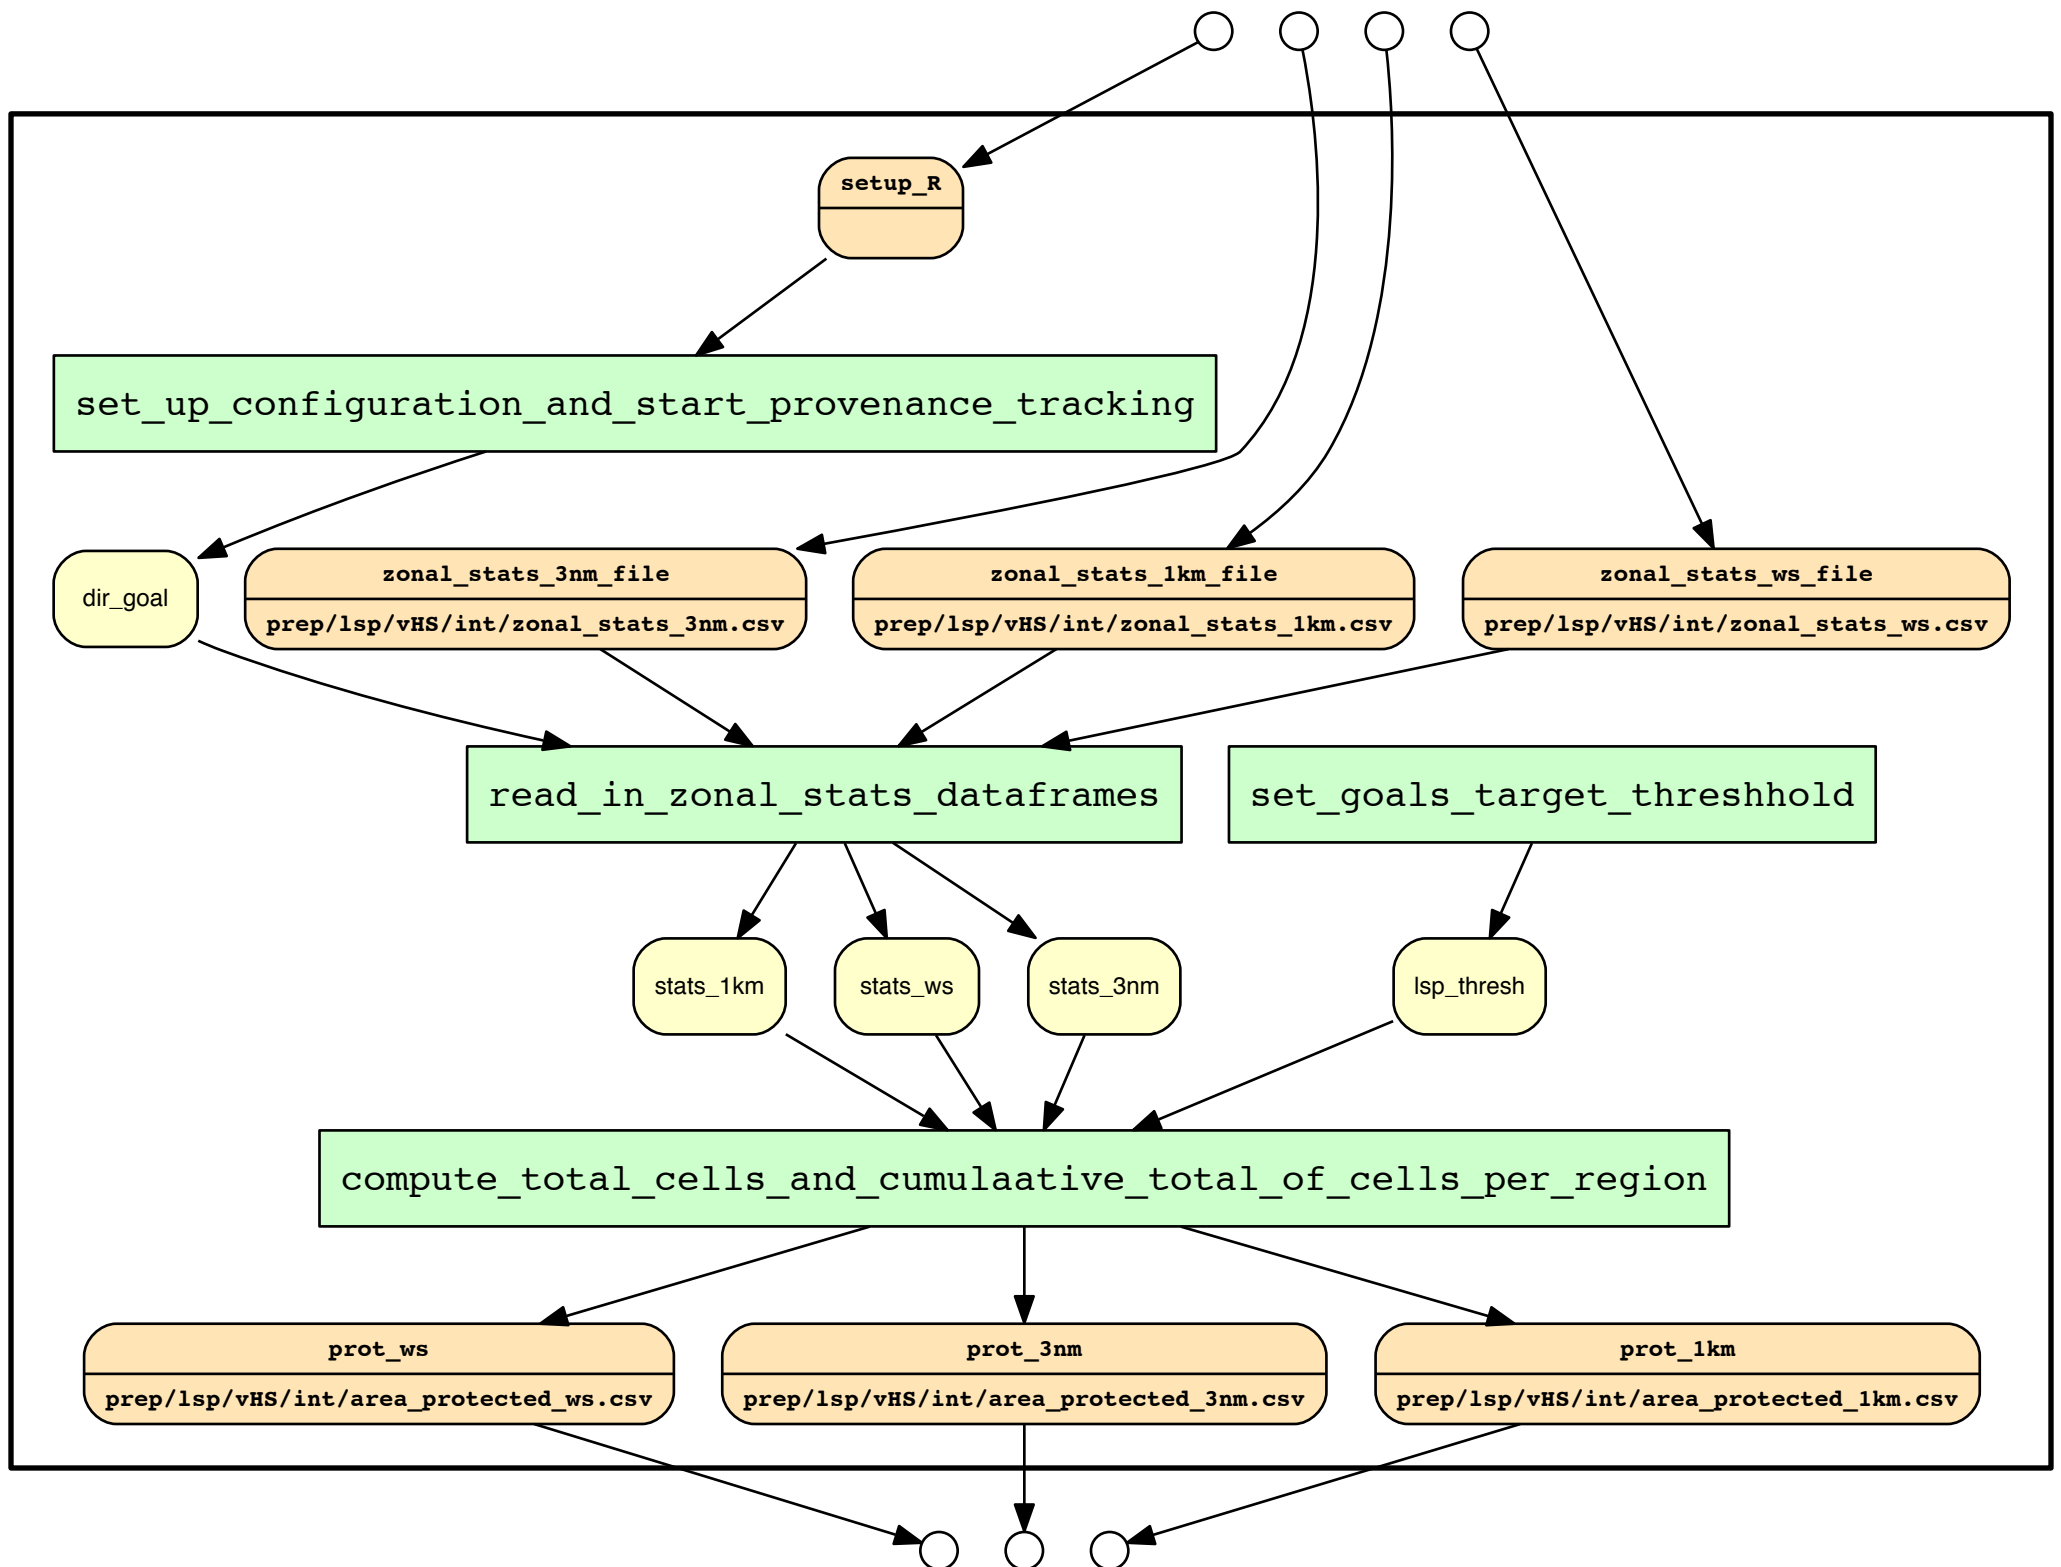 setup_R
set_up_configuration_and_start_provenance_tracking
dir_goal
zonal_stats_3nm_file
prep/lsp/vHS/int/zonal_stats_3nm.csv
zonal_stats_1km_file
prep/lsp/vHS/int/zonal_stats_1km.csv
zonal_stats_ws_file
prep/lsp/vHS/int/zonal_stats_ws.csv
read_in_zonal_stats_dataframes
set_goals_target_threshhold
stats_1km
stats_ws
stats_3nm
lsp_thresh
compute_total_cells_and_cumulaative_total_of_cells_per_region
prot_ws
prep/lsp/vHS/int/area_protected_ws.csv
prot_3nm
prep/lsp/vHS/int/area_protected_3nm.csv
prot_1km
prep/lsp/vHS/int/area_protected_1km.csv